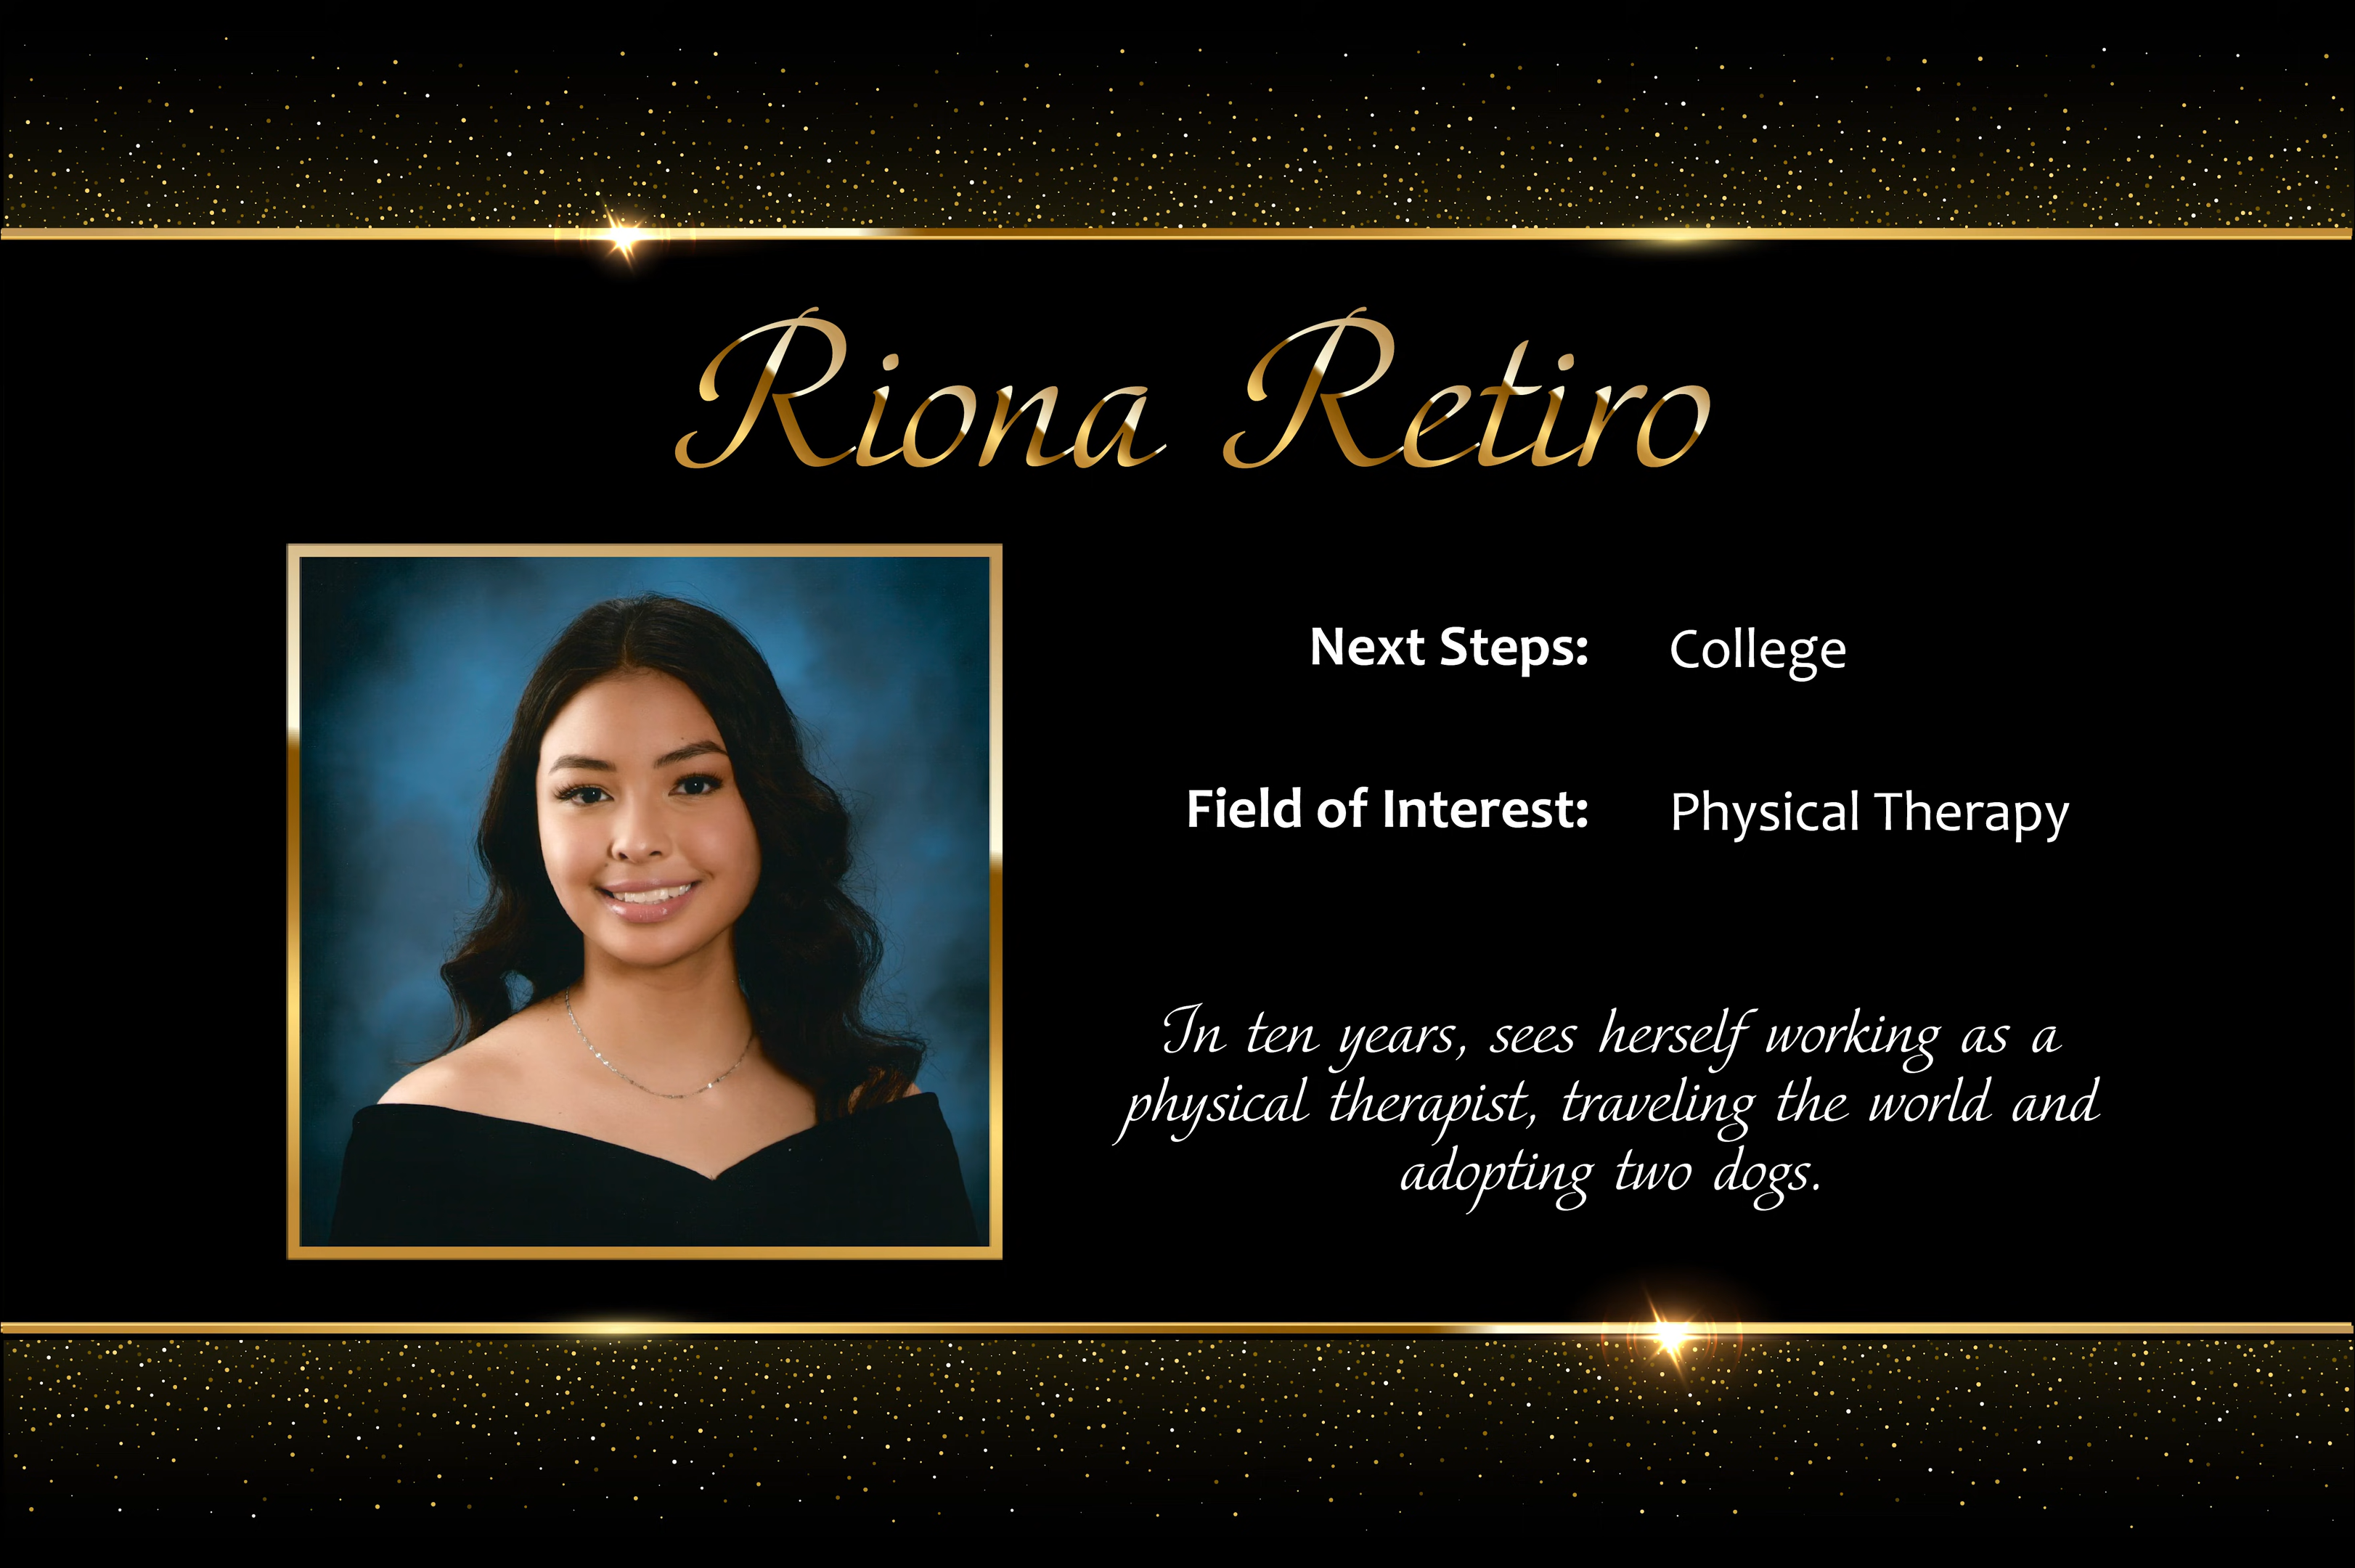 Riona Retiro
Next Steps: College
Field of Interest: Physical Therapy
In ten years, sees herself working as a
physical therapist, traveling the world and
adopting two dogs.